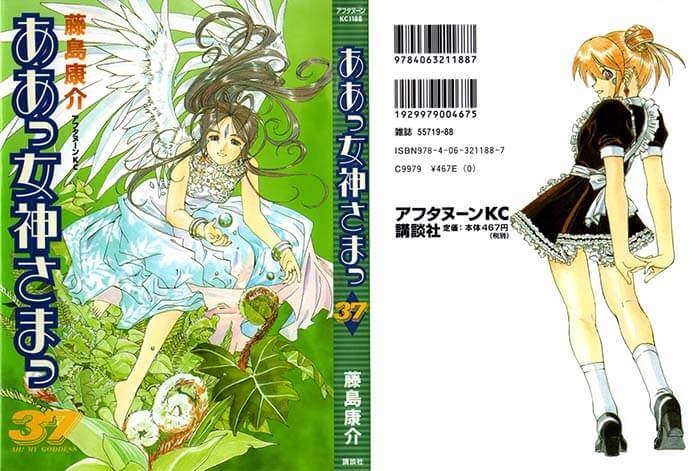 ああっ女神さまっ
藤島康介
アフタヌーンKC
37
AH! MY GODDESS
アフタヌーン
KC1188
ああっ女神さまっ
37
藤島康介
講談社
9784063211887
1929979004675
雑誌 55719-88
ISBN978-4-06-321188-7
C9979 ¥467E (0)
アフタヌーンKC
講談社 定価:本体467円
(税別)